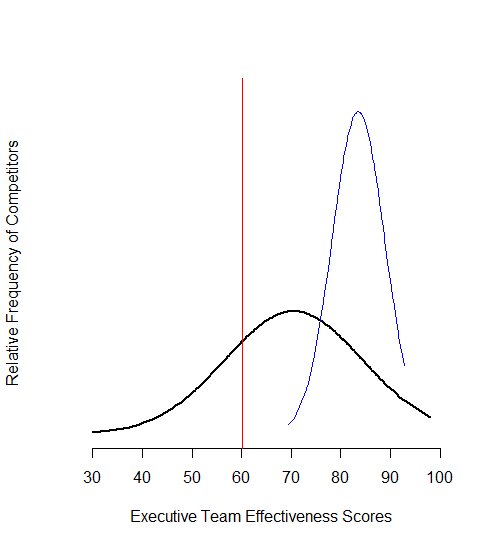 Relative Frequency of Competitors
30 40 50 60 70 80 90 100
Executive Team Effectiveness Scores